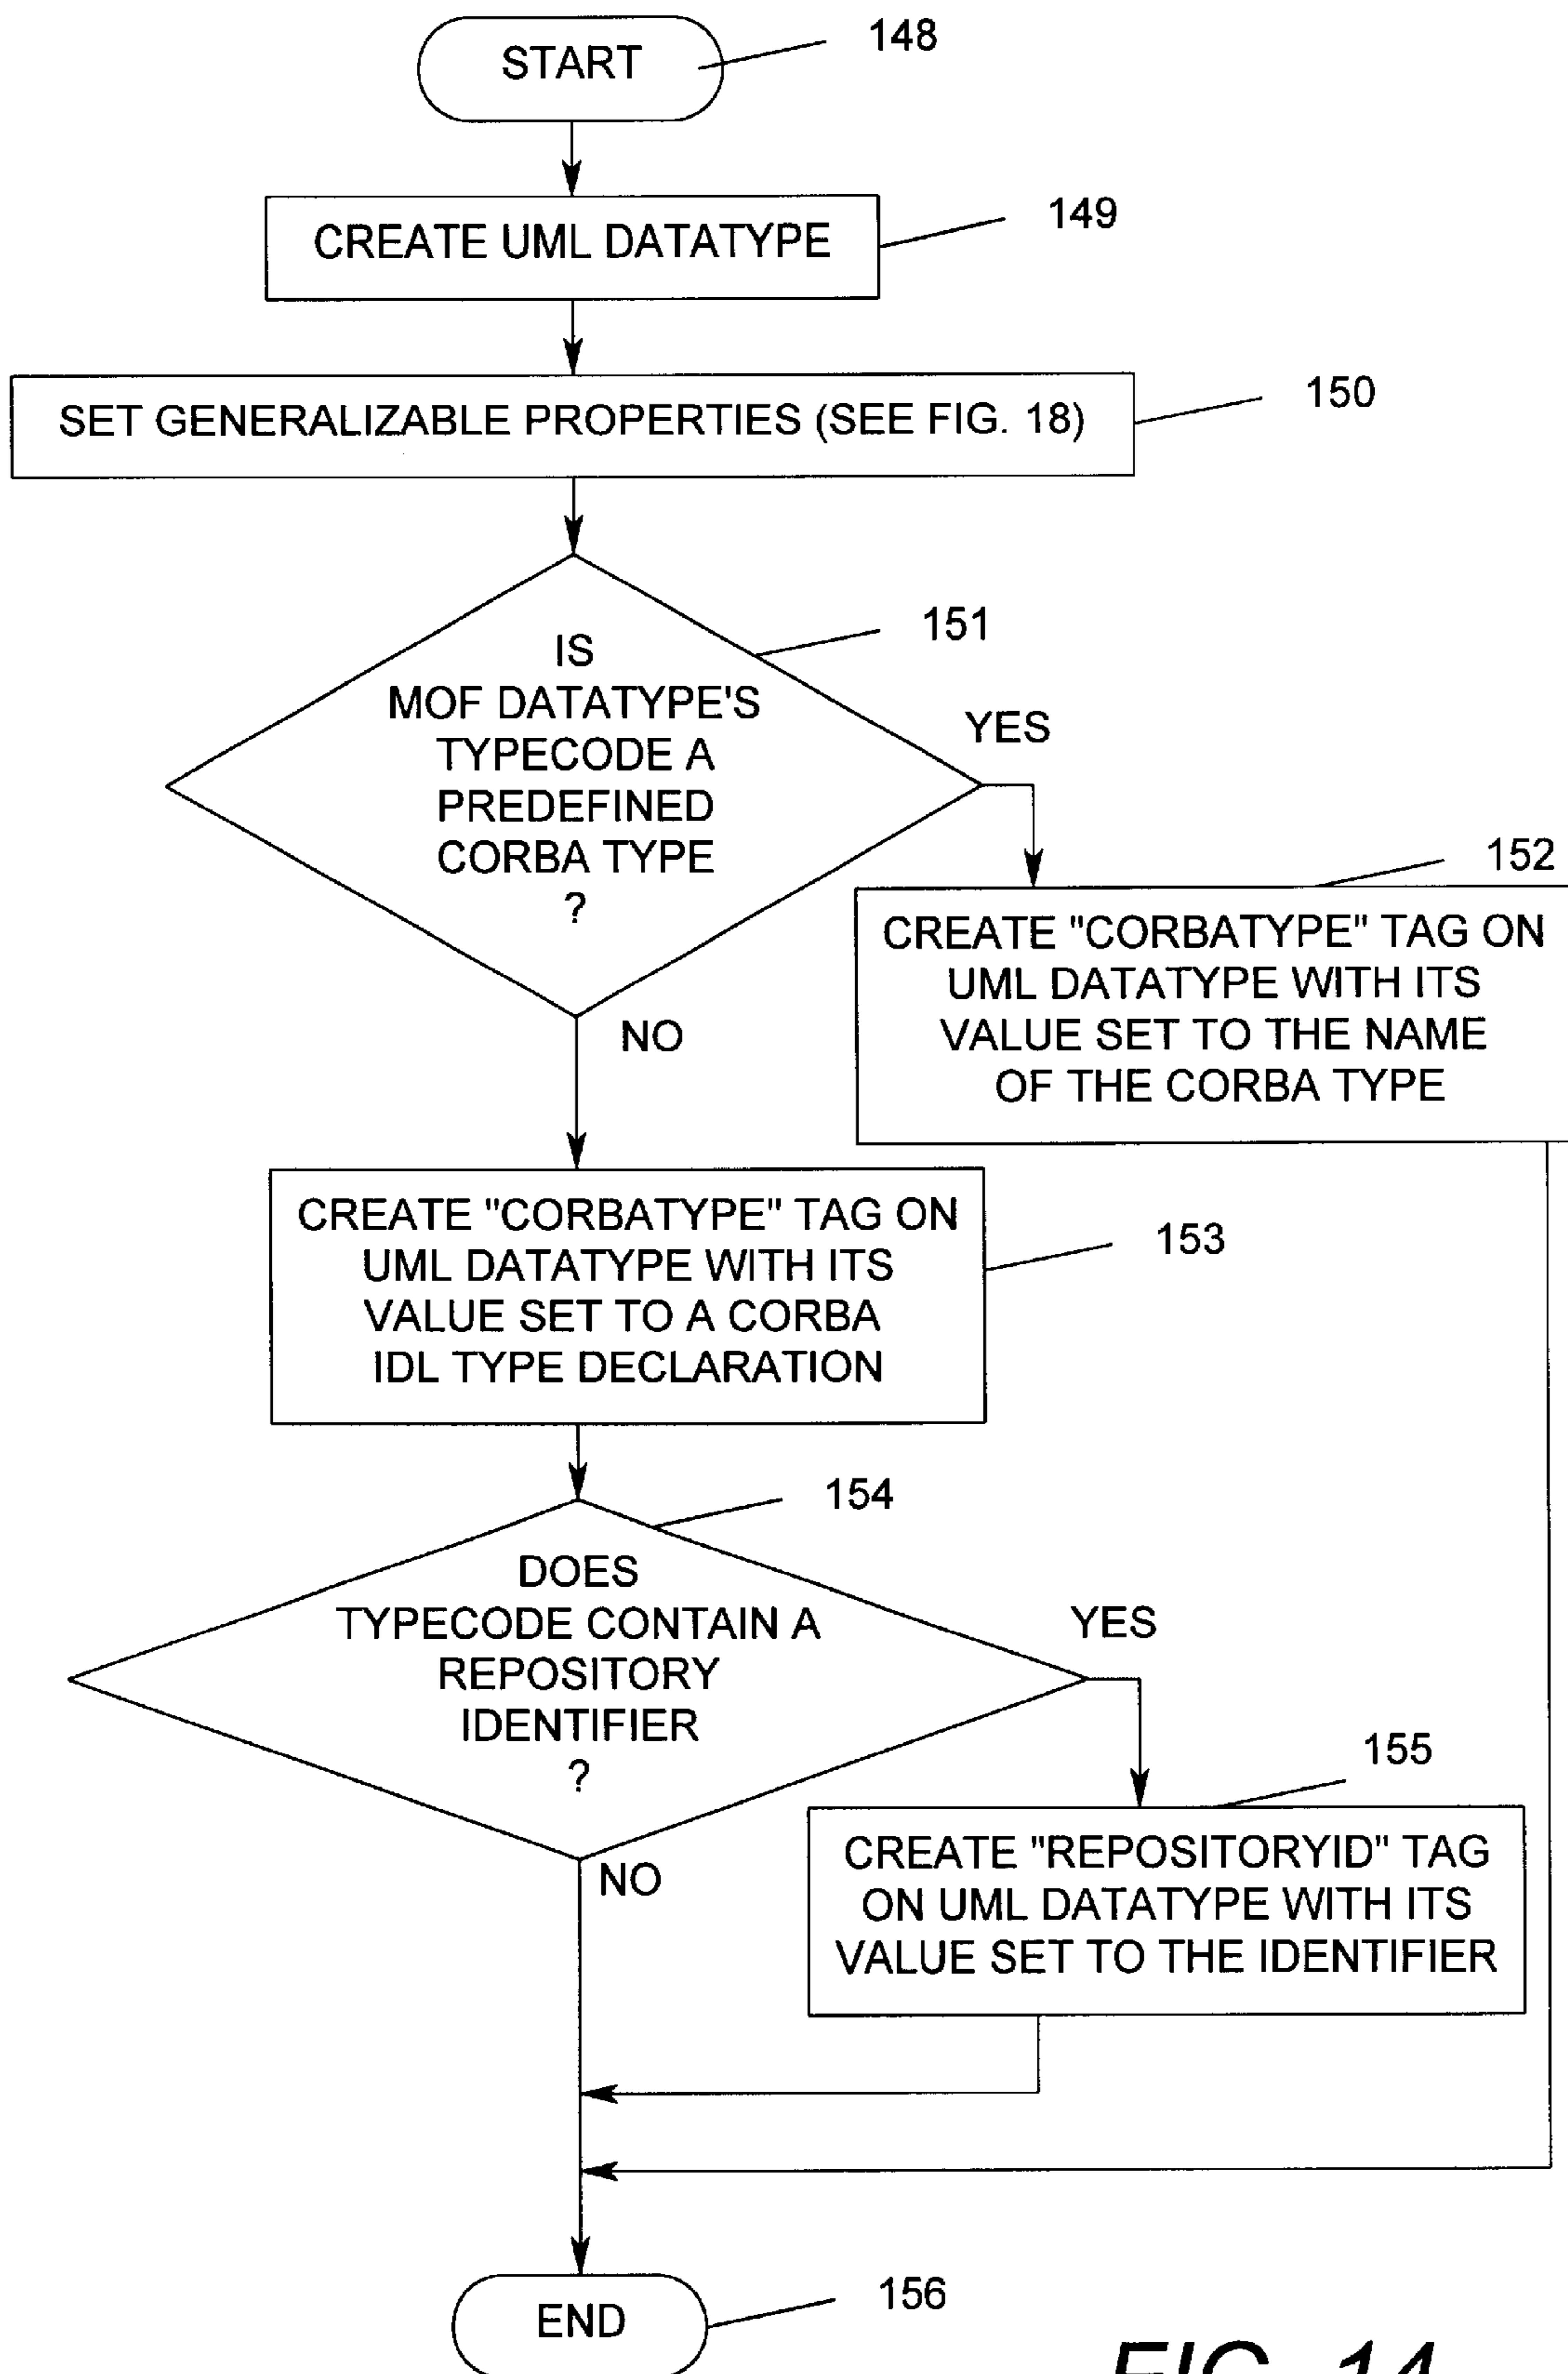 START
148
CREATE UML DATATYPE
149
SET GENERALIZABLE PROPERTIES (SEE FIG. 18)
150
IS
MOF DATATYPE'S
TYPECODE A
PREDEFINED
CORBA TYPE
?
151
YES
NO
152
CREATE "CORBATYPE" TAG ON
UML DATATYPE WITH ITS
VALUE SET TO THE NAME
OF THE CORBA TYPE
CREATE "CORBATYPE" TAG ON
UML DATATYPE WITH ITS
VALUE SET TO A CORBA
IDL TYPE DECLARATION
153
154
DOES
TYPECODE CONTAIN A
REPOSITORY
IDENTIFIER
?
YES
NO
155
CREATE "REPOSITORYID" TAG
ON UML DATATYPE WITH ITS
VALUE SET TO THE IDENTIFIER
END
156
FIG. 14